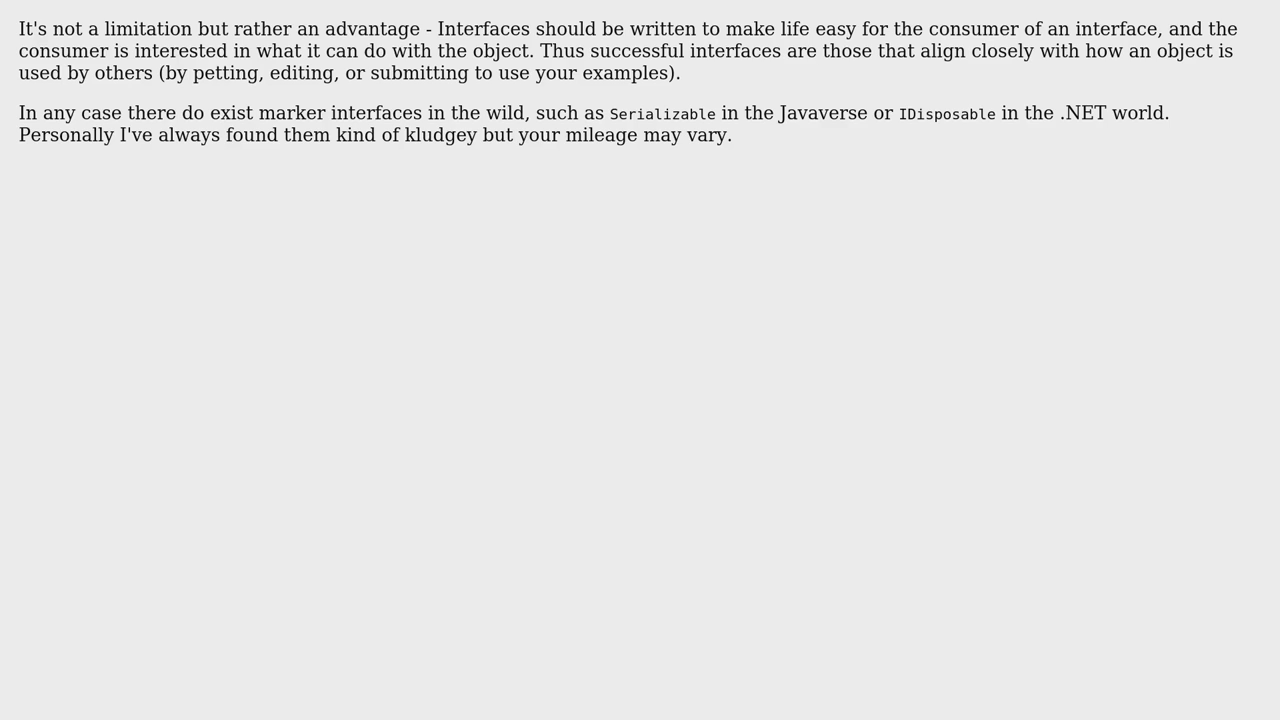 It's not a limitation but rather an advantage - Interfaces should be written to make life easy for the consumer of an interface, and the
consumer is interested in what it can do with the object. Thus successful interfaces are those that align closely with how an object is
used by others (by petting, editing, or submitting to use your examples).
In any case there do exist marker interfaces in the wild, such as Serializable in the Javaverse or IDisposable in the .NET world.
Personally I've always found them kind of kludgey but your mileage may vary.